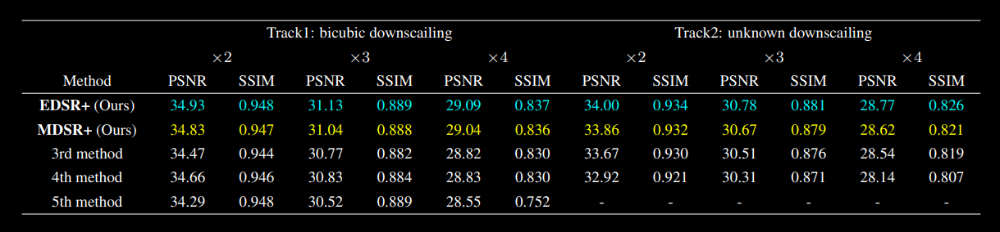 Track1: bicubic downscailing Track2: unknown downscailing
×2 ×3 ×4 ×2 ×3 ×4
Method PSNR SSIM PSNR SSIM PSNR SSIM PSNR SSIM PSNR SSIM PSNR SSIM
EDSR+ (Ours) 34.93 0.948 31.13 0.889 29.09 0.837 34.00 0.934 30.78 0.881 28.77 0.826
MDSR+ (Ours) 34.83 0.947 31.04 0.888 29.04 0.836 33.86 0.932 30.67 0.879 28.62 0.821
3rd method 34.47 0.944 30.77 0.882 28.82 0.830 33.67 0.930 30.51 0.876 28.54 0.819
4th method 34.66 0.946 30.83 0.884 28.83 0.830 32.92 0.921 30.31 0.871 28.14 0.807
5th method 34.29 0.948 30.52 0.889 28.55 0.752 - - - - - -